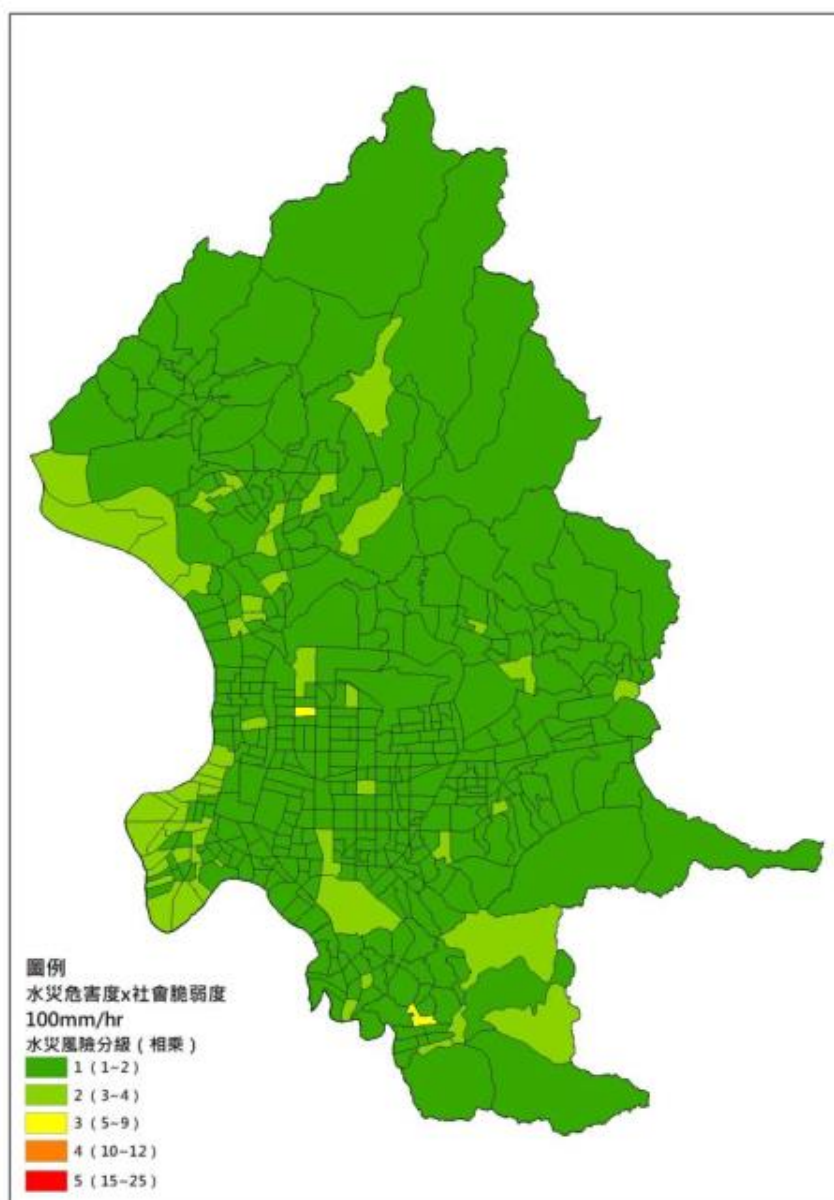 圖例
水災危害度x社會脆弱度
100mm/hr
水災風險分級（相乘）
1（1~2）
2（3~4）
3（5~9）
4（10~12）
5（15~25）